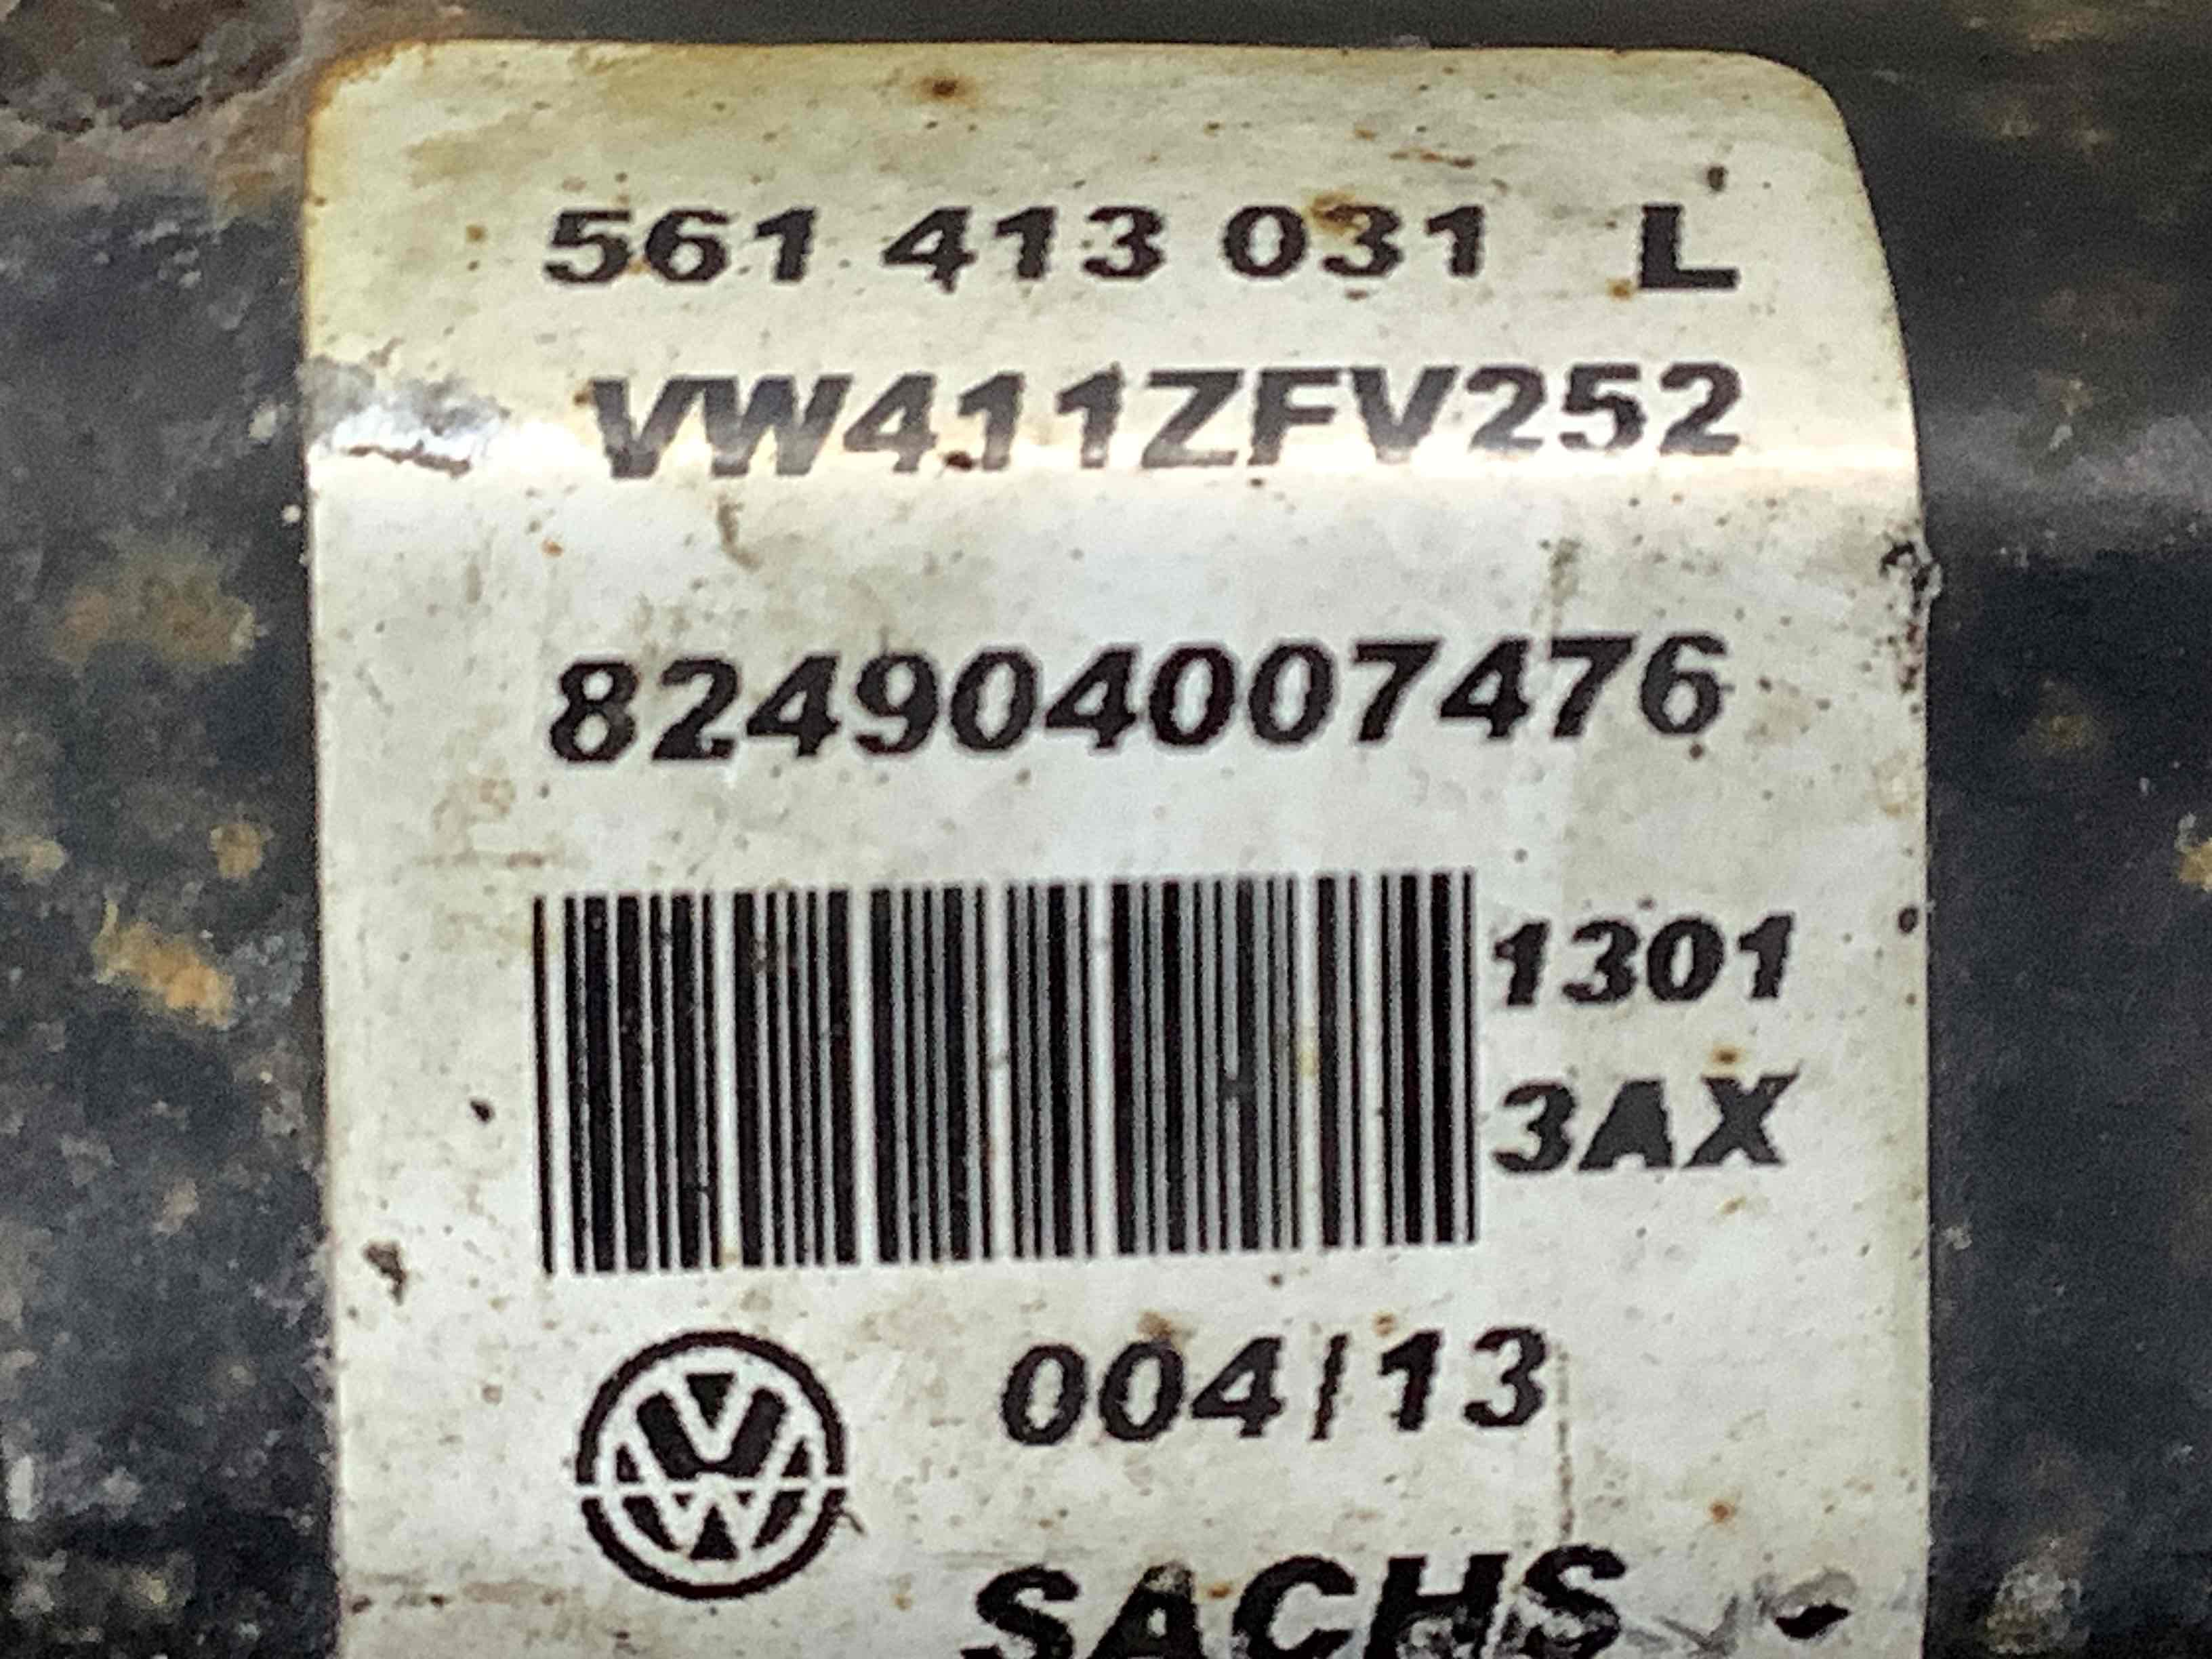 561 413 031 L
VW411ZFV252
824904007476
1301
3AX
004/13
SACHS